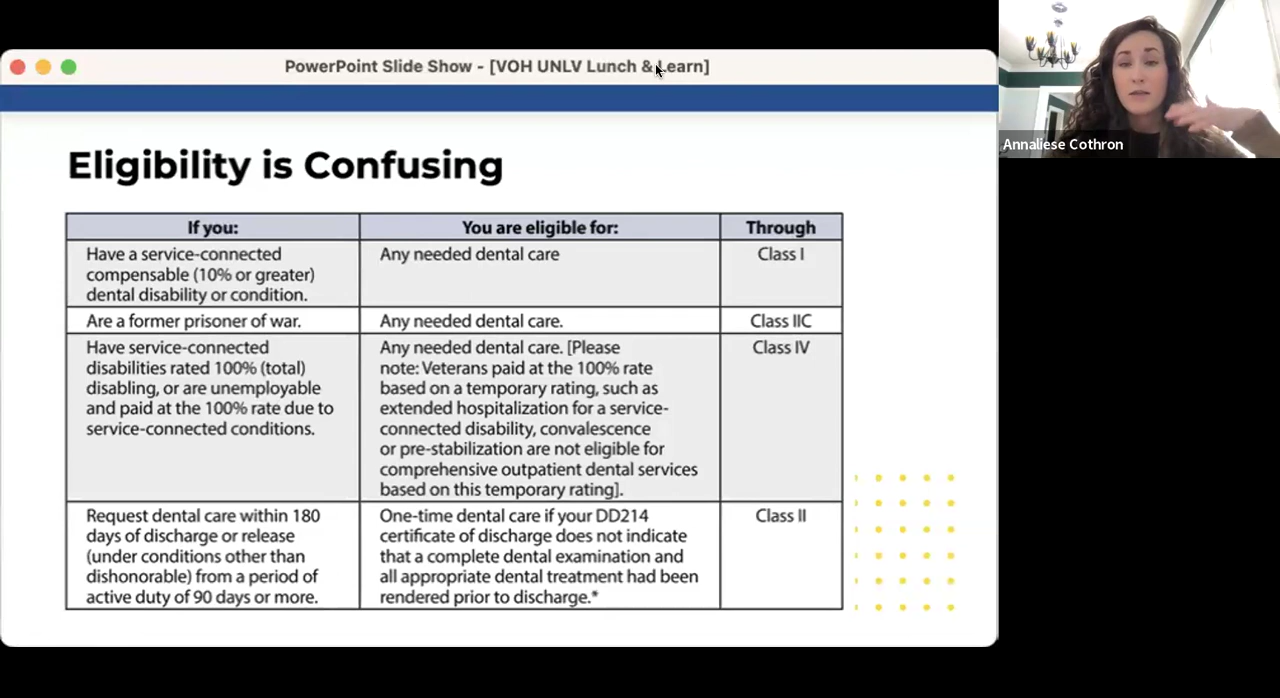 PowerPoint Slide Show - [VOH UNLV Lunch & Learn]
Annaliese Cothron
Eligibility is Confusing
If you:
You are eligible for:
Through
Have a service-connected
compensable (10% or greater)
dental disability or condition.
Any needed dental care
Class I
Are a former prisoner of war.
Any needed dental care.
Class IIC
Have service-connected
disabilities rated 100% (total)
disabling, or are unemployable
and paid at the 100% rate due to
service-connected conditions.
Any needed dental care. [Please
note: Veterans paid at the 100% rate
based on a temporary rating, such as
extended hospitalization for a service-
connected disability, convalescence
or pre-stabilization are not eligible for
comprehensive outpatient dental services
based on this temporary rating].
Class IV
Request dental care within 180
days of discharge or release
(under conditions other than
dishonorable) from a period of
active duty of 90 days or more.
One-time dental care if your DD214
certificate of discharge does not indicate
that a complete dental examination and
all appropriate dental treatment had been
rendered prior to discharge.*
Class II